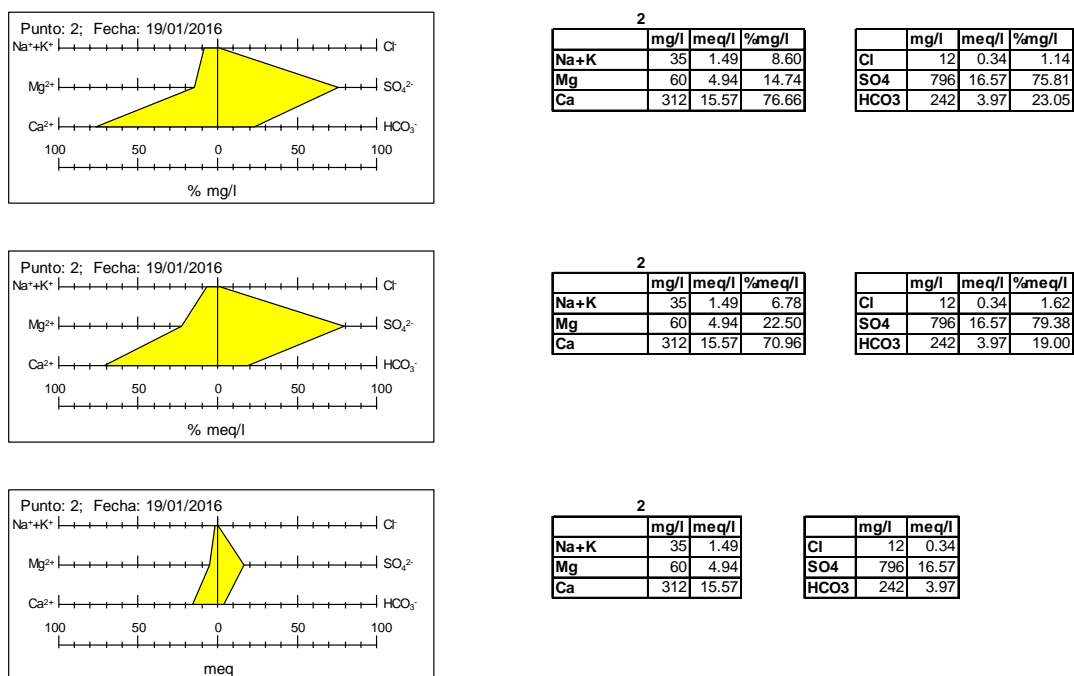 Punto: 2; Fecha: 19/01/2016
Na⁺+K⁺ Cl⁻
Mg²⁺ SO₄²⁻
Ca²⁺ HCO₃⁻
100 50 0 50 100
% mg/l
2
mg/l meq/l %mg/l
Na+K 35 1.49 8.60
Mg 60 4.94 14.74
Ca 312 15.57 76.66
mg/l meq/l %mg/l
Cl 12 0.34 1.14
SO4 796 16.57 75.81
HCO3 242 3.97 23.05
Punto: 2; Fecha: 19/01/2016
Na⁺+K⁺ Cl⁻
Mg²⁺ SO₄²⁻
Ca²⁺ HCO₃⁻
100 50 0 50 100
% meq/l
2
mg/l meq/l %meq/l
Na+K 35 1.49 6.78
Mg 60 4.94 22.50
Ca 312 15.57 70.96
mg/l meq/l %meq/l
Cl 12 0.34 1.62
SO4 796 16.57 79.38
HCO3 242 3.97 19.00
Punto: 2; Fecha: 19/01/2016
Na⁺+K⁺ Cl⁻
Mg²⁺ SO₄²⁻
Ca²⁺ HCO₃⁻
100 50 0 50 100
meq
2
mg/l meq/l
Na+K 35 1.49
Mg 60 4.94
Ca 312 15.57
mg/l meq/l
Cl 12 0.34
SO4 796 16.57
HCO3 242 3.97